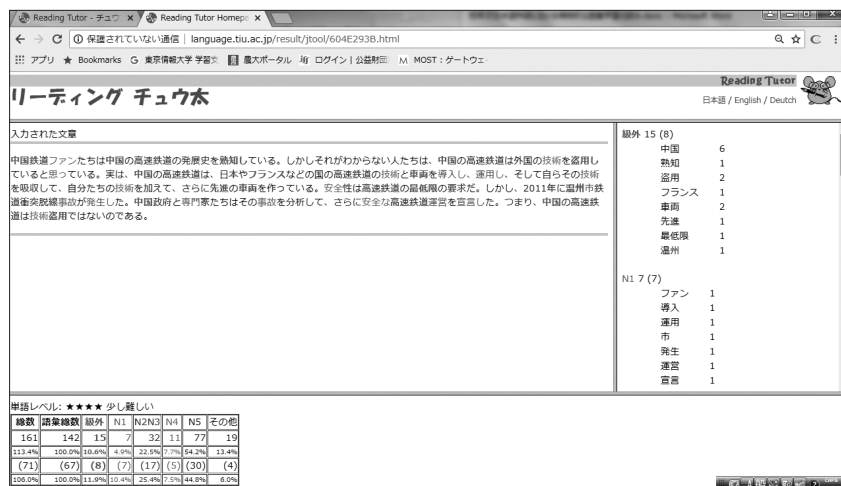 Reading Tutor - チュウ
Reading Tutor Homepa
保護されていない通信 | language.tiu.ac.jp/result/jtool/604E293B.html
アプリ Bookmarks 東京情報大学 学習支 農大ポータル ログイン | 公益財団 MOST : ゲートウェ
リーディング チュウ太
Reading Tutor
日本語 / English / Deutch
入力された文章
中国鉄道ファンたちは中国の高速鉄道の発展史を熟知している。しかしそれがわからない人たちは、中国の高速鉄道は外国の技術を盗用し
ていると思っている。実は、中国の高速鉄道は、日本やフランスなどの国の高速鉄道の技術と車両を導入し、運用し、そして自らその技術
を吸収して、自分たちの技術を加えて、さらに先進の車両を作っている。安全性は高速鉄道の最低限の要求だ。しかし、2011年に温州市鉄
道衝突脱線事故が発生した。中国政府と専門家たちはその事故を分析して、さらに安全な高速鉄道運営を宣言した。つまり、中国の高速鉄
道は技術盗用ではないのである。
級外 15 (8)
中国 6
熟知 1
盗用 2
フランス 1
車両 2
先進 1
最低限 1
温州 1
N1 7 (7)
ファン 1
導入 1
運用 1
市 1
発生 1
運営 1
宣言 1
単語レベル: ★★★★ 少し難しい
総数 語彙総数 級外 N1 N2N3 N4 N5 その他
161 142 15 7 32 11 77 19
113.4% 100.0% 10.6% 4.9% 22.5% 7.7% 54.2% 13.4%
(71) (67) (8) (7) (17) (5) (30) (4)
106.0% 100.0% 11.9% 10.4% 25.4% 7.5% 44.8% 6.0%